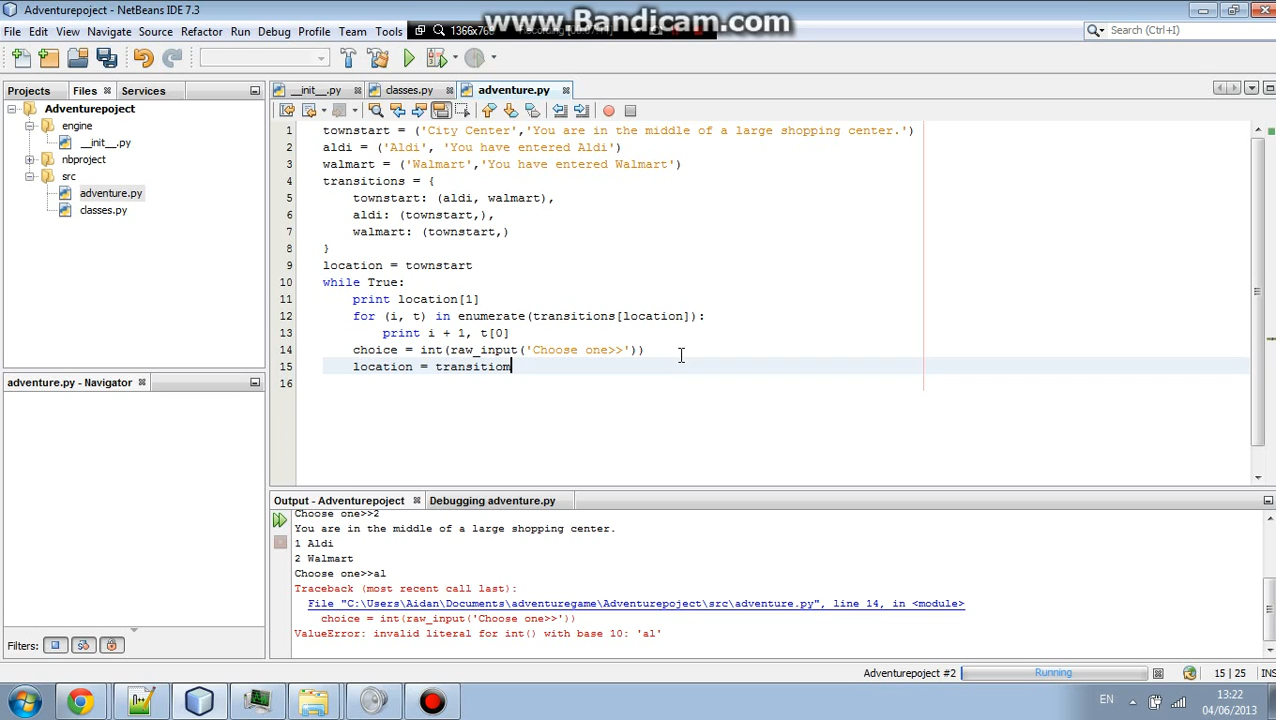 Adventurepoject - NetBeans IDE 7.3
www.Bandicam.com
File Edit View Navigate Source Refactor Run Debug Profile Team Tools
1366x768
Search (Ctrl+I)
Projects Files Services
__init__.py classes.py adventure.py
Adventurepoject
engine
__init__.py
nbproject
src
adventure.py
classes.py
1 townstart = ('City Center','You are in the middle of a large shopping center.')
2 aldi = ('Aldi', 'You have entered Aldi')
3 walmart = ('Walmart','You have entered Walmart')
4 transitions = {
5 townstart: (aldi, walmart),
6 aldi: (townstart,),
7 walmart: (townstart,)
8 }
9 location = townstart
10 while True:
11 print location[1]
12 for (i, t) in enumerate(transitions[location]):
13 print i + 1, t[0]
14 choice = int(raw_input('Choose one>>'))
15 location = transitiom
16
adventure.py - Navigator
Filters:
Output - Adventurepoject Debugging adventure.py
Choose one>>2
You are in the middle of a large shopping center.
1 Aldi
2 Walmart
Choose one>>al
Traceback (most recent call last):
File "C:\Users\Aidan\Documents\adventuregame\Adventurepoject\src\adventure.py", line 14, in <module>
choice = int(raw_input('Choose one>>'))
ValueError: invalid literal for int() with base 10: 'al'
Adventurepoject #2 Running 15 | 25 INS
EN 13:22
04/06/2013